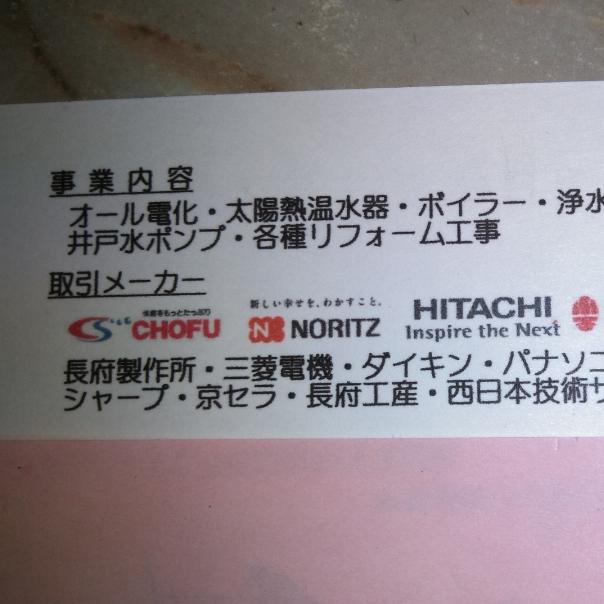 事業内容
オール電化・太陽熱温水器・ボイラー・浄水
井戸水ポンプ・各種リフォーム工事
取引メーカー
快適をもっとたっぷり
CHOFU
新しい幸せを、わかすこと。
NORITZ
HITACHI
Inspire the Next
長府製作所・三菱電機・ダイキン・パナソニ
シャープ・京セラ・長府工産・西日本技術サ